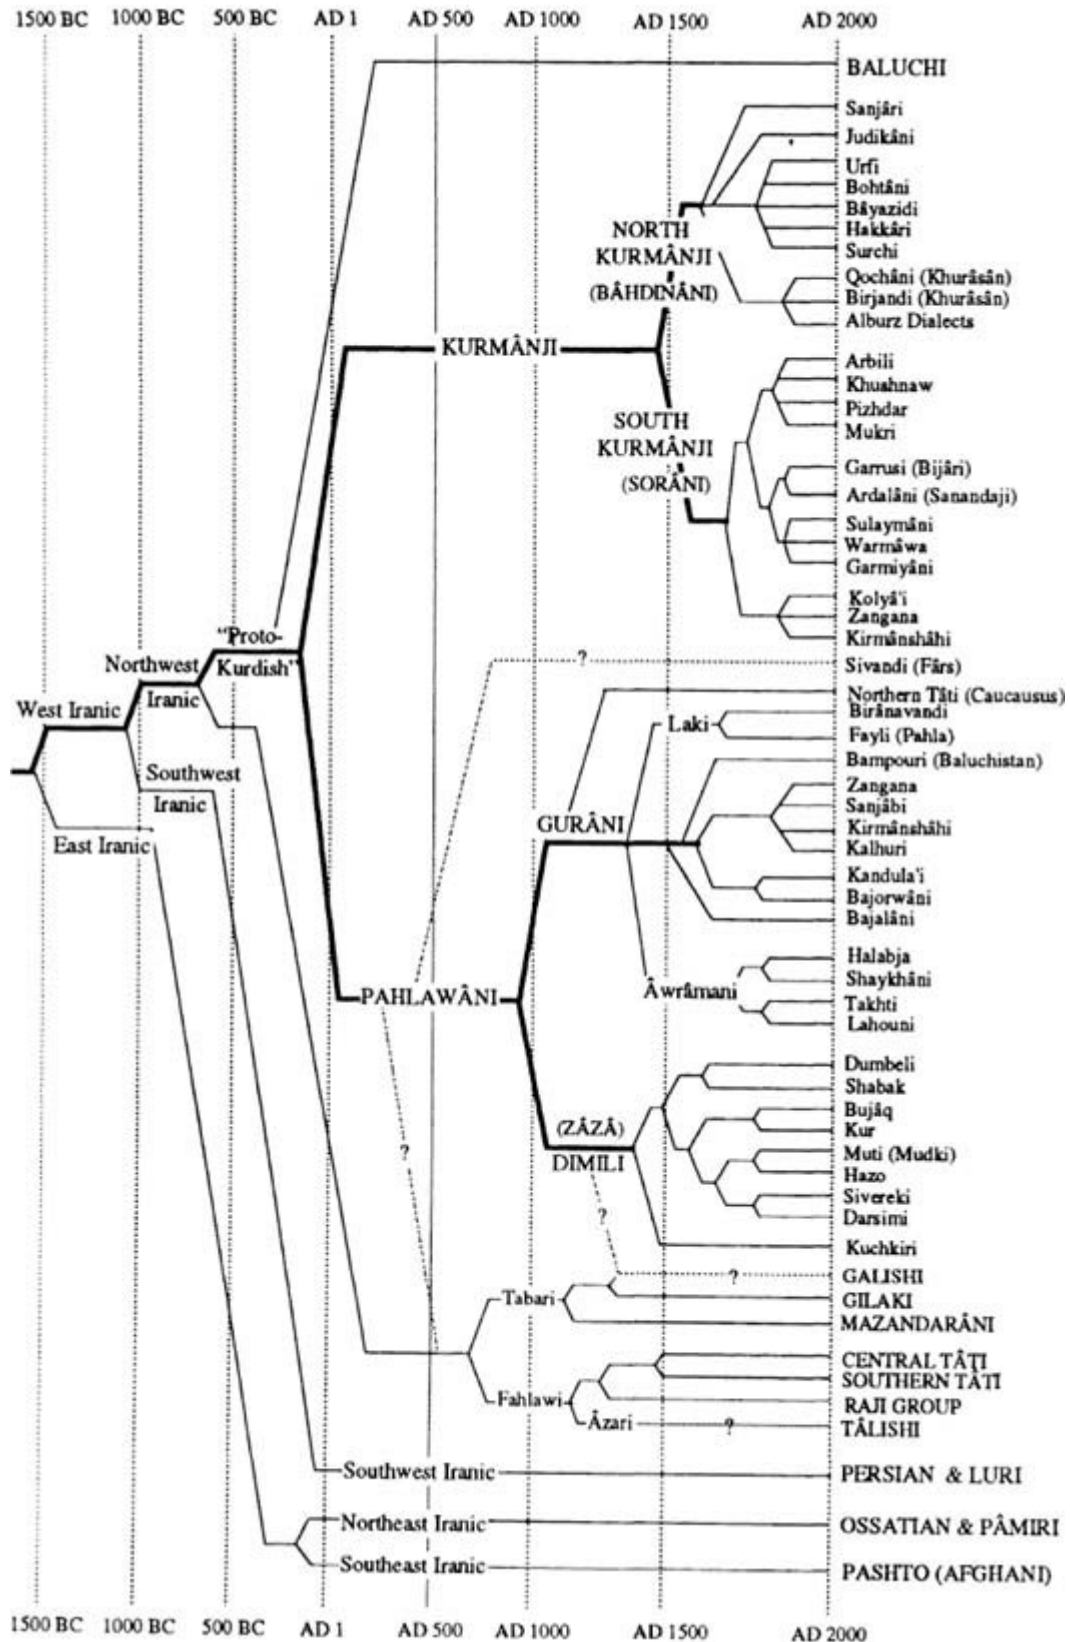 1500 BC 1000 BC 500 BC AD 1 AD 500 AD 1000 AD 1500 AD 2000
BALUCHI
Sanjâri
Judikâni
Urfi
Bohtâni
Bâyazidi
Hakkâri
Surchi
NORTH
KURMÂNJI
(BÂHDINÂNI)
Qochâni (Khurâsân)
Birjandi (Khurâsân)
Alburz Dialects
KURMÂNJI
Arbili
Khushnaw
Pizhdar
Mukri
SOUTH
KURMÂNJI
(SORÂNI)
Garrusi (Bijâri)
Ardalâni (Sanandaji)
Sulaymâni
Warmâwa
Garmiyâni
Kolyâ'i
Zangana
Kirmânshâhi
"Proto-
Kurdish"
Northwest
Iranic
West Iranic
Southwest
Iranic
East Iranic
?
Sivandi (Fârs)
Northern Tâti (Caucasus)
Laki
Birânavandi
Fayli (Pahla)
Bampouri (Baluchistan)
GURÂNI
Zangana
Sanjâbi
Kirmânshâhi
Kalhuri
Kandula'i
Bajorwâni
Bajalâni
Âwrâmani
Halabja
Shaykhâni
Takhti
Lahouni
PAHLAWÂNI
Dumbeli
Shabak
(ZÂZÂ)
DIMILI
Bujâq
Kur
Muti (Mudki)
Hazo
Sivereki
Darsimi
Kuchkiri
?
?
? GALISHI
GILAKI
Tabari
MAZANDARÂNI
CENTRAL TÂTI
SOUTHERN TÂTI
Fahlawi
RAJI GROUP
Âzari ? TÂLISHI
Southwest Iranic PERSIAN & LURI
Northeast Iranic OSSATIAN & PÂMIRI
Southeast Iranic PASHTO (AFGHANI)
1500 BC 1000 BC 500 BC AD 1 AD 500 AD 1000 AD 1500 AD 2000